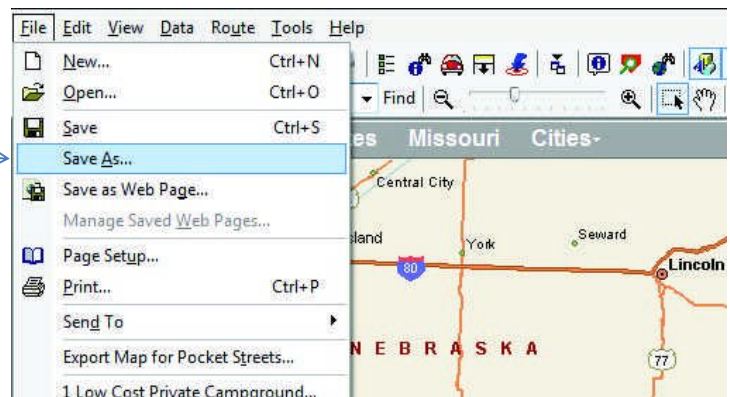 File Edit View Data Route Tools Help
New... Ctrl+N
Open... Ctrl+O
Find
Save Ctrl+S
Missouri Cities-
Save As...
Save as Web Page...
Central City
Manage Saved Web Pages...
York
Seward
Page Setup...
80
Lincoln
Print... Ctrl+P
Send To
NEBRASKA
Export Map for Pocket Streets...
77
1 Low Cost Private Campground...